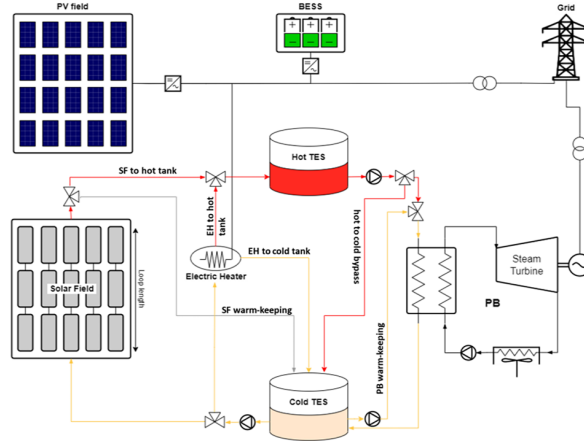 PV field
BESS
Grid
+ − + − + −
SF to hot tank
Hot TES
EH to hot
tank
hot to cold bypass
EH to cold tank
Electric Heater
Loop length
Solar Field
Steam
Turbine
PB
SF warm-keeping
PB warm-keeping
Cold TES